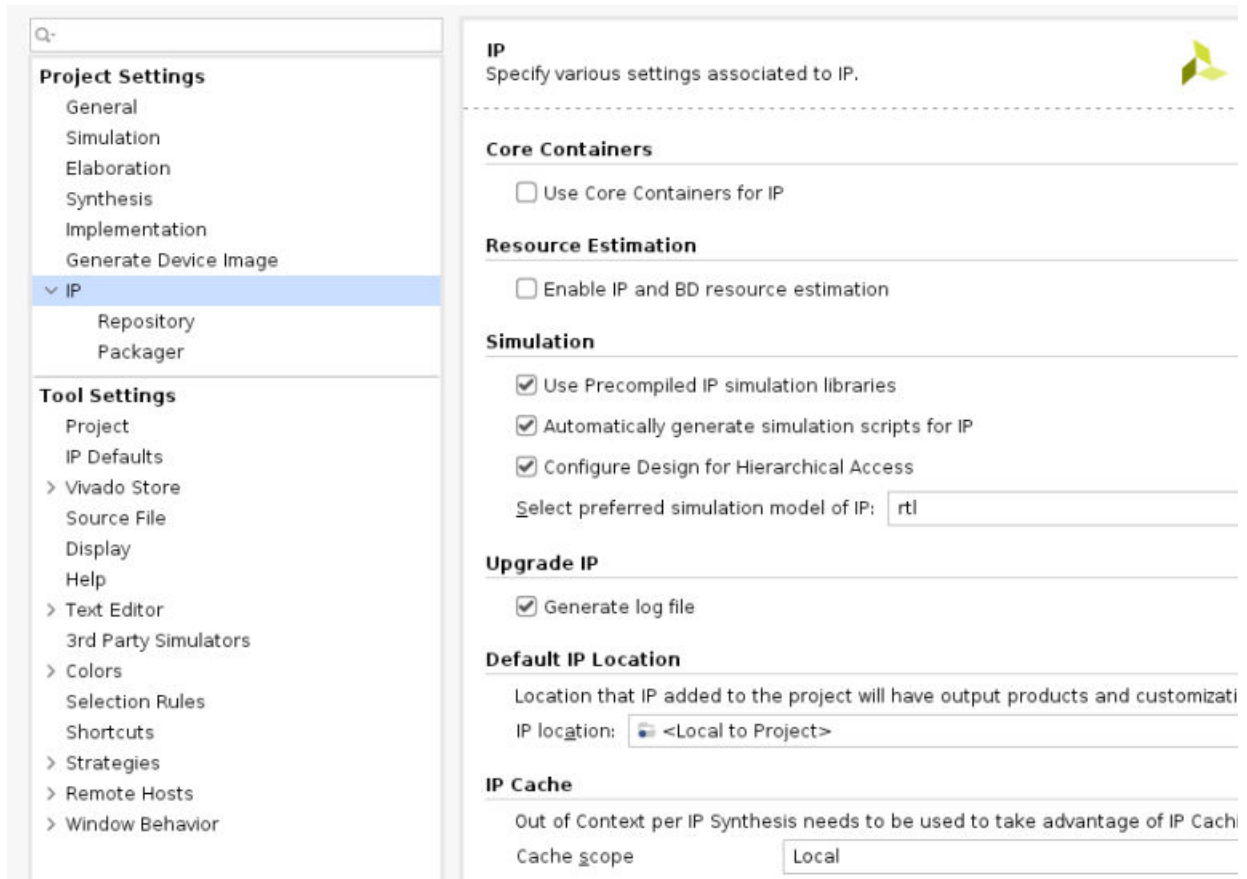 Project Settings
General
Simulation
Elaboration
Synthesis
Implementation
Generate Device Image
IP
Repository
Packager
Tool Settings
Project
IP Defaults
Vivado Store
Source File
Display
Help
Text Editor
3rd Party Simulators
Colors
Selection Rules
Shortcuts
Strategies
Remote Hosts
Window Behavior
IP
Specify various settings associated to IP.
Core Containers
Use Core Containers for IP
Resource Estimation
Enable IP and BD resource estimation
Simulation
Use Precompiled IP simulation libraries
Automatically generate simulation scripts for IP
Configure Design for Hierarchical Access
Select preferred simulation model of IP: rtl
Upgrade IP
Generate log file
Default IP Location
Location that IP added to the project will have output products and customizati
IP location: <Local to Project>
IP Cache
Out of Context per IP Synthesis needs to be used to take advantage of IP Cachi
Cache scope Local